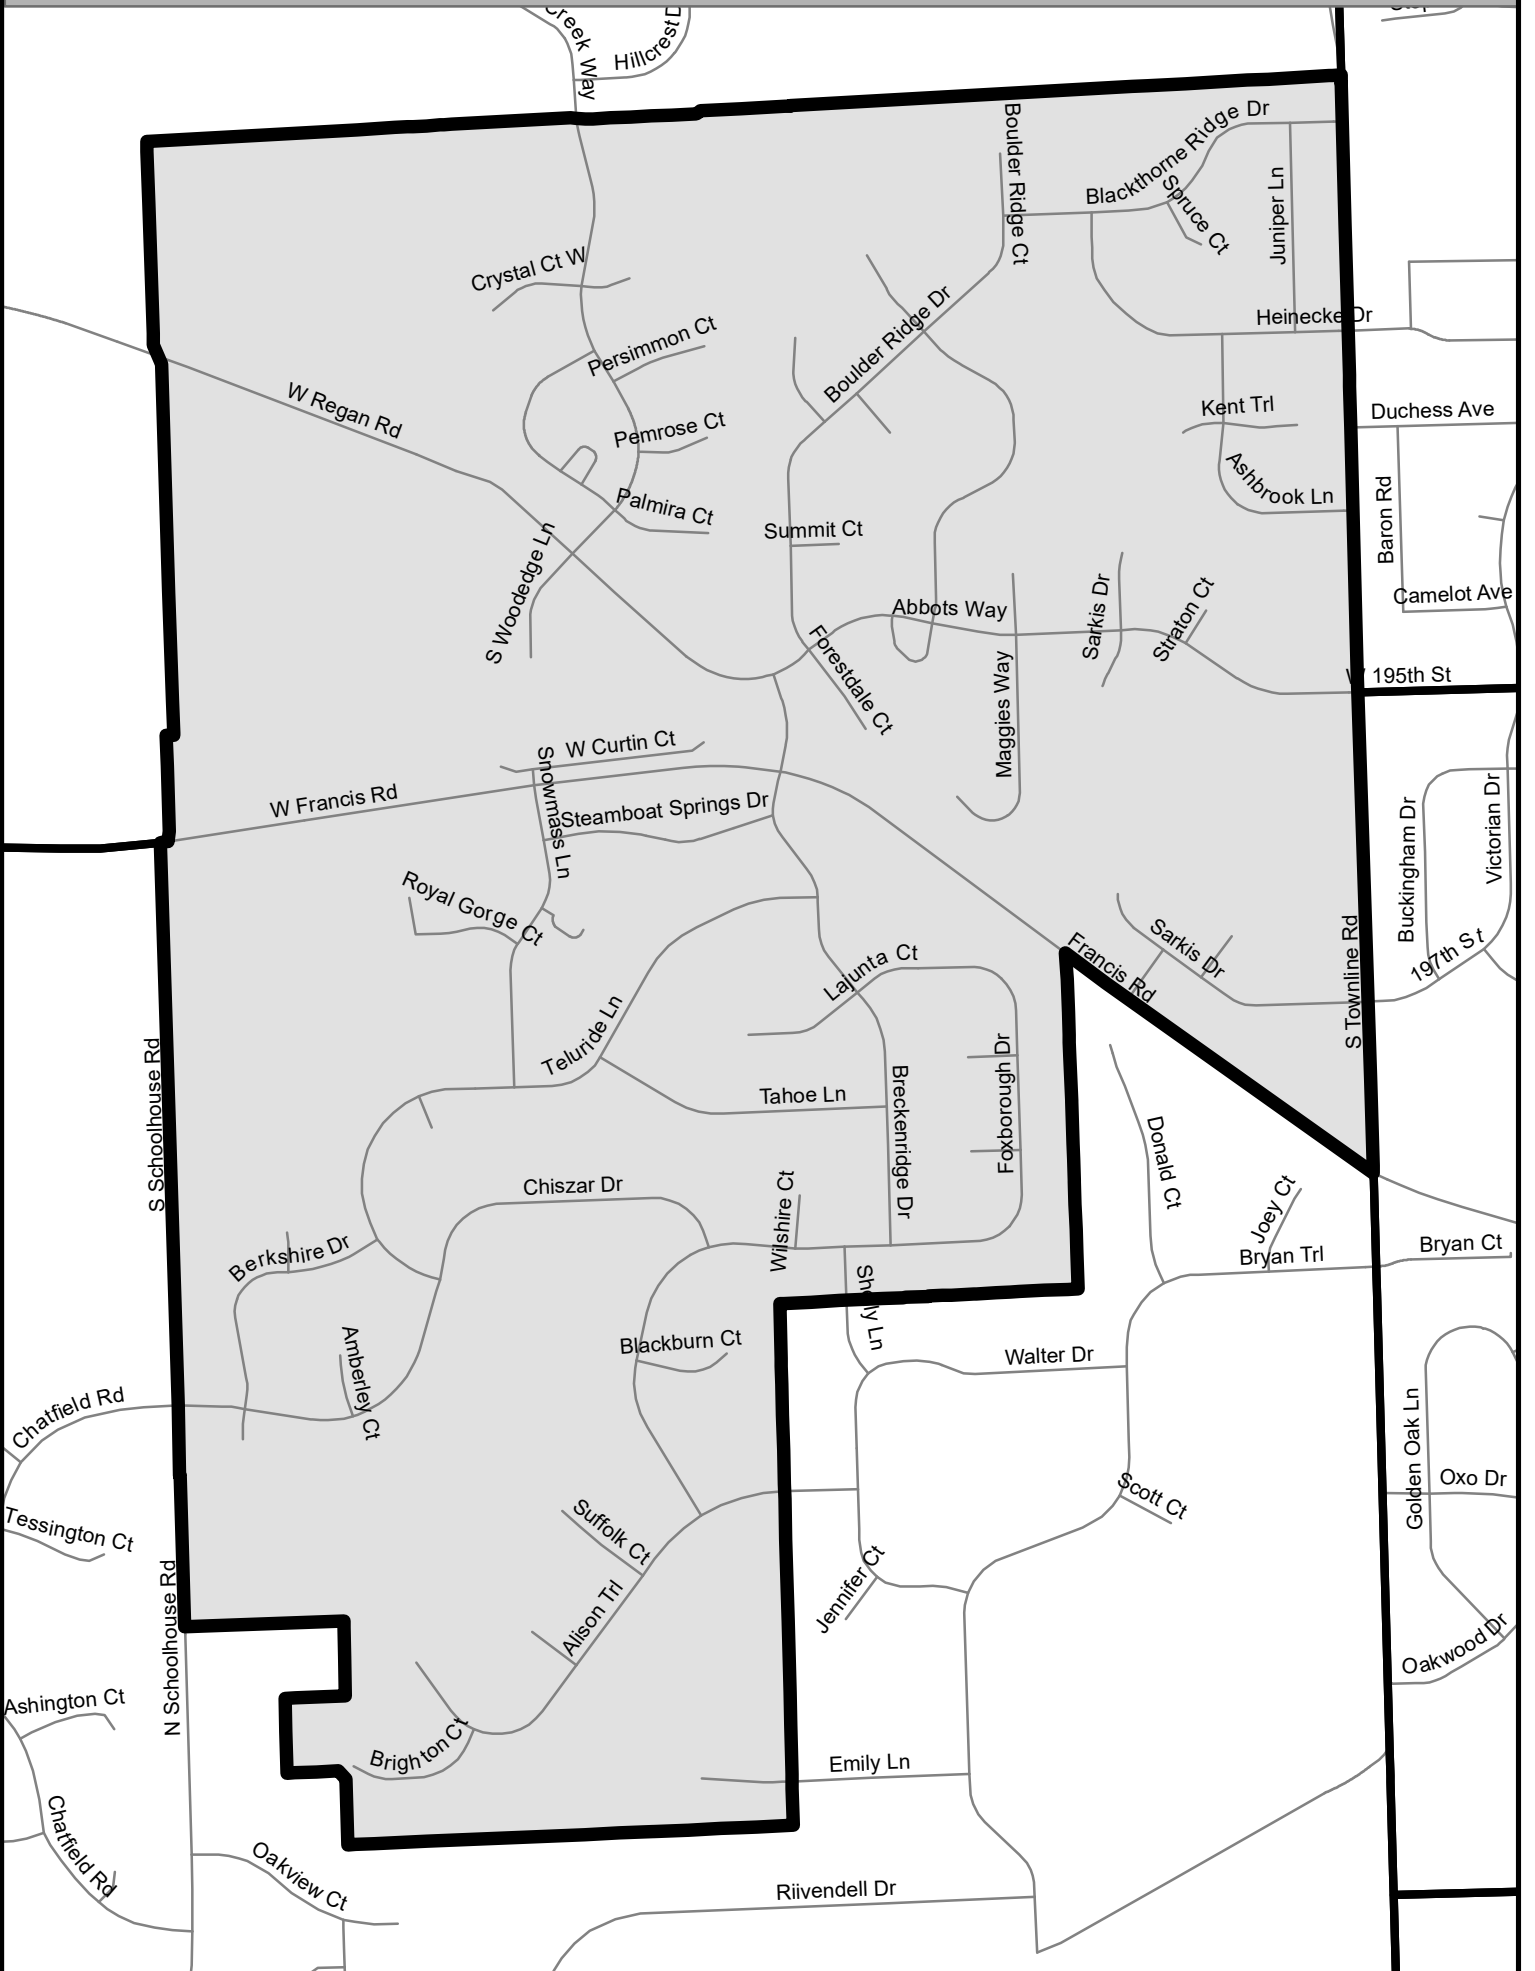 Creek Way
Hillcrest D
Boulder Ridge Ct
Blackthorne Ridge Dr
Spruce Ct
Juniper Ln
Crystal Ct W
Persimmon Ct
Boulder Ridge Dr
Heinecke Dr
W Regan Rd
Pemrose Ct
Kent Trl
Duchess Ave
Palmira Ct
Ashbrook Ln
Baron Rd
Summit Ct
S Woodedge Ln
Abbots Way
Sarkis Dr
Straton Ct
Camelot Ave
Forestdale Ct
Maggies Way
W 195th St
W Curtin Ct
Snowmass Ln
W Francis Rd
Steamboat Springs Dr
Buckingham Dr
Victorian Dr
Royal Gorge Ct
Lajunta Ct
Francis Rd
Sarkis Dr
S Townline Rd
197th St
Teluride Ln
S Schoolhouse Rd
Tahoe Ln
Breckenridge Dr
Foxborough Dr
Donald Ct
Chiszar Dr
Wilshire Ct
Joey Ct
Berkshire Dr
Bryan Trl
Bryan Ct
Shelly Ln
Amberley Ct
Blackburn Ct
Walter Dr
Chatfield Rd
Golden Oak Ln
Oxo Dr
Scott Ct
Tessington Ct
Suffolk Ct
Jennifer Ct
Alison Trl
N Schoolhouse Rd
Oakwood Dr
Ashington Ct
Brighton Ct
Emily Ln
Chatfield Rd
Oakview Ct
Riivendell Dr